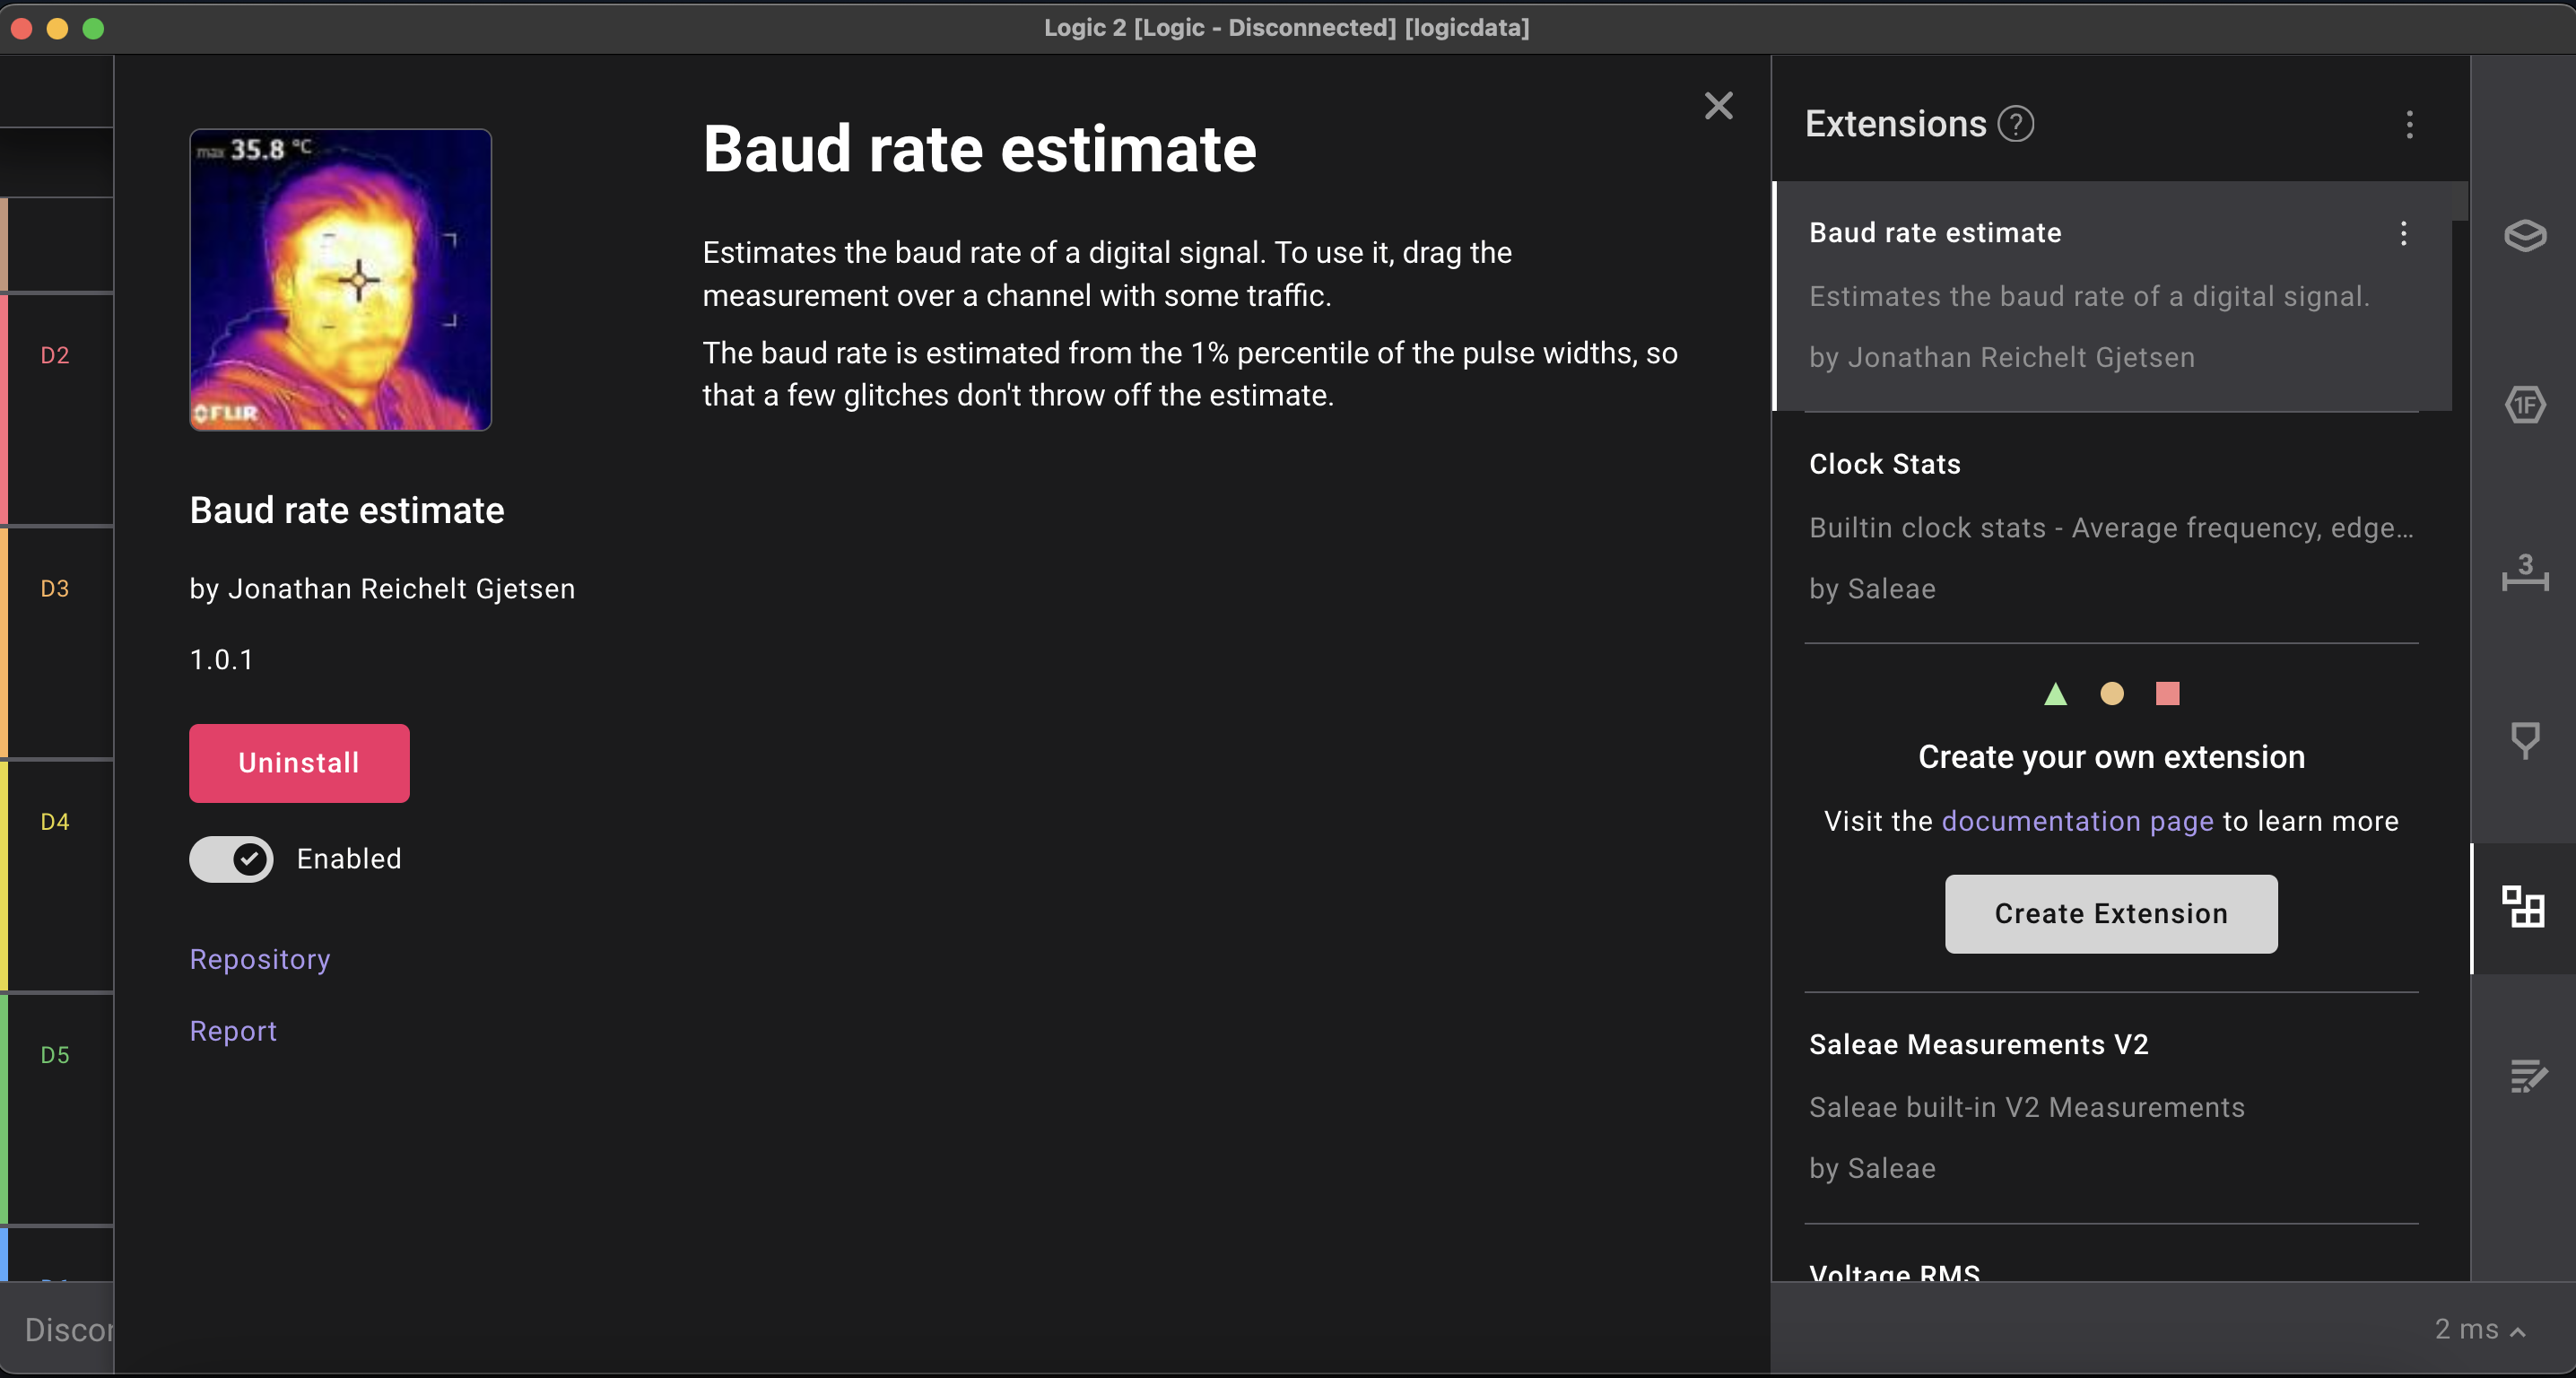 Logic 2 [Logic - Disconnected] [logicdata]
D2
D3
D4
D5
max 35.8 °C
FLIR
Baud rate estimate
by Jonathan Reichelt Gjetsen
1.0.1
Uninstall
Enabled
Repository
Report
Baud rate estimate
Estimates the baud rate of a digital signal. To use it, drag the
measurement over a channel with some traffic.
The baud rate is estimated from the 1% percentile of the pulse widths, so
that a few glitches don't throw off the estimate.
Extensions ?
Baud rate estimate
Estimates the baud rate of a digital signal.
by Jonathan Reichelt Gjetsen
Clock Stats
Builtin clock stats - Average frequency, edge...
by Saleae
Create your own extension
Visit the documentation page to learn more
Create Extension
Saleae Measurements V2
Saleae built-in V2 Measurements
by Saleae
Voltage RMS
1F
3
Discor
2 ms